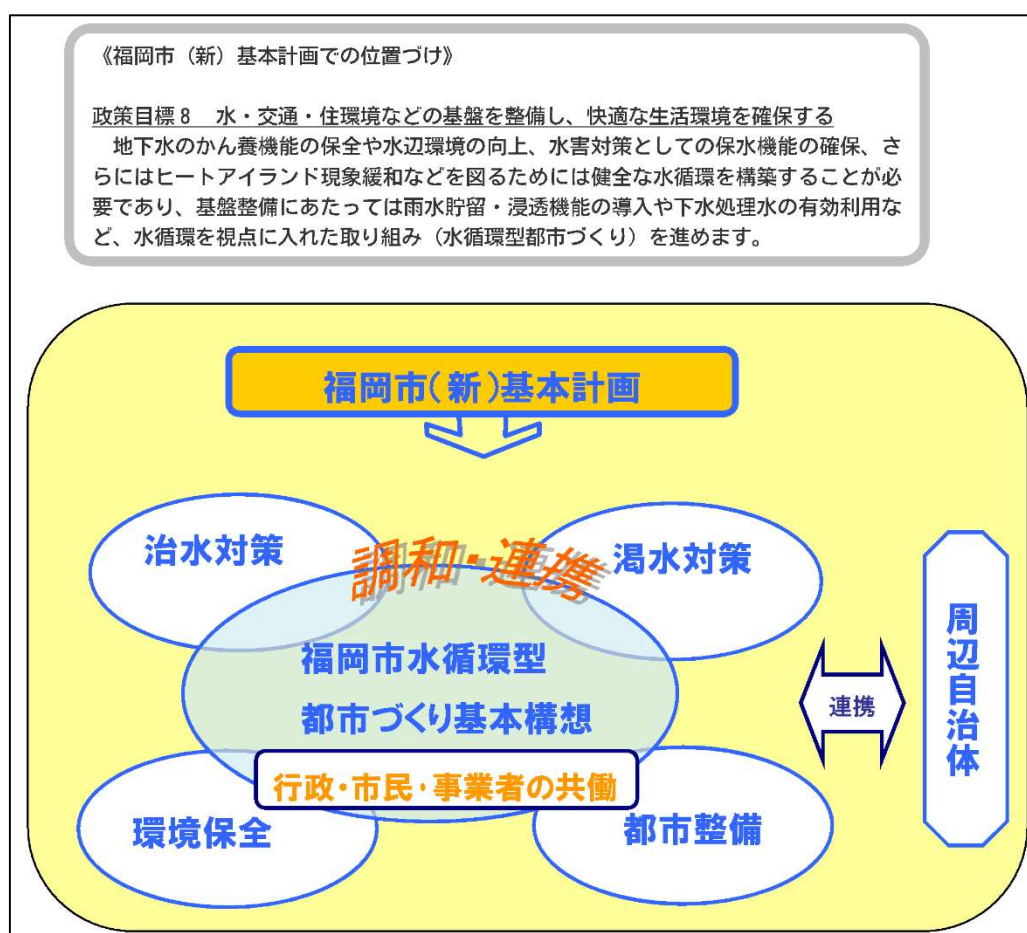 《福岡市（新）基本計画での位置づけ》
政策目標８　水・交通・住環境などの基盤を整備し、快適な生活環境を確保する
　地下水のかん養機能の保全や水辺環境の向上、水害対策としての保水機能の確保、さ
らにはヒートアイランド現象緩和などを図るためには健全な水循環を構築することが必
要であり、基盤整備にあたっては雨水貯留・浸透機能の導入や下水処理水の有効利用な
ど、水循環を視点に入れた取り組み（水循環型都市づくり）を進めます。
福岡市（新）基本計画
治水対策
調和・連携
渇水対策
福岡市水循環型
都市づくり基本構想
行政・市民・事業者の共働
環境保全
都市整備
連携
周辺自治体